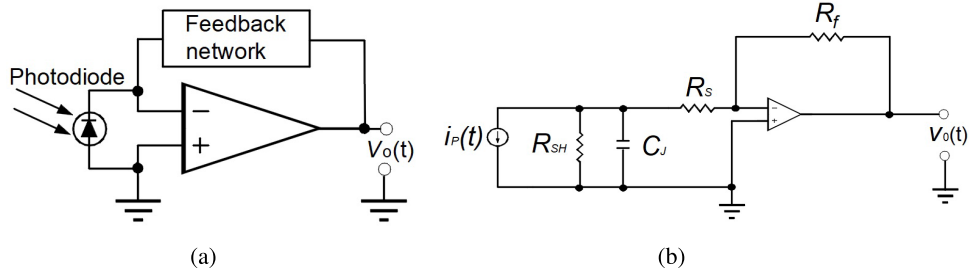 Feedback
network
Photodiode
−
+
Vo(t)
(a)
Rf
RS
iP(t)
RSH
CJ
−
+
v0(t)
(b)